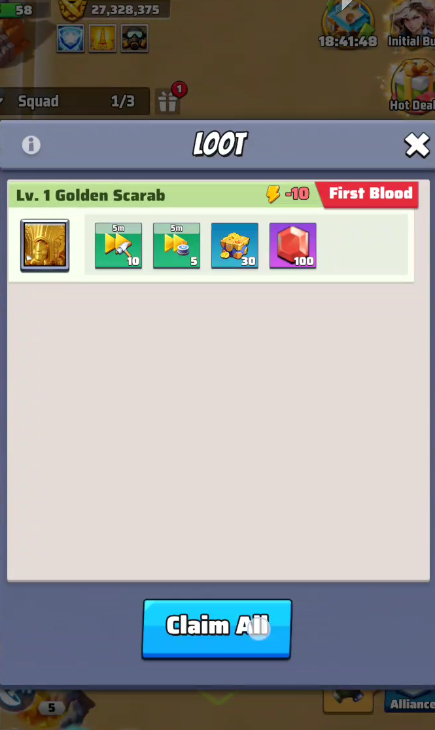 58
27,328,375
18:41:48
Initial Bu
Squad 1/3
1
Hot Deal
LOOT
Lv. 1 Golden Scarab
-10
First Blood
5m
10
5m
5
30
100
Claim All
5
Alliance